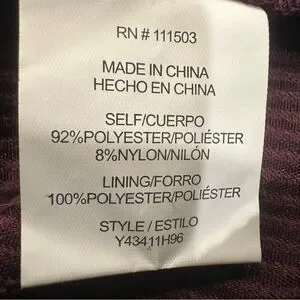 RN # 111503
MADE IN CHINA
HECHO EN CHINA
SELF/CUERPO
92%POLYESTER/POLIÉSTER
8%NYLON/NILÓN
LINING/FORRO
100%POLYESTER/POLIÉSTER
STYLE / ESTILO
Y43411H96